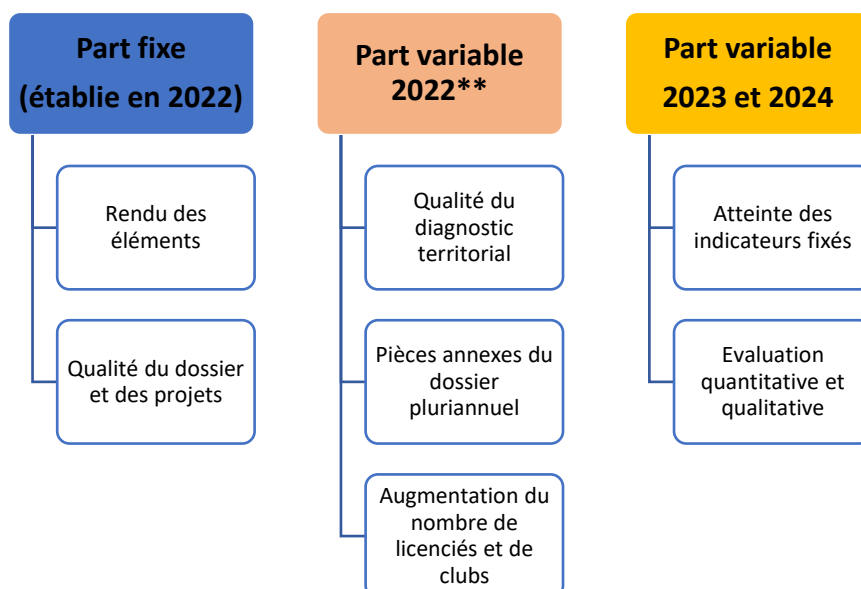 Part fixe
(établie en 2022)
Rendu des
éléments
Qualité du dossier
et des projets
Part variable
2022**
Qualité du
diagnostic
territorial
Pièces annexes du
dossier
pluriannuel
Augmentation du
nombre de
licenciés et de
clubs
Part variable
2023 et 2024
Atteinte des
indicateurs fixés
Evaluation
quantitative et
qualitative